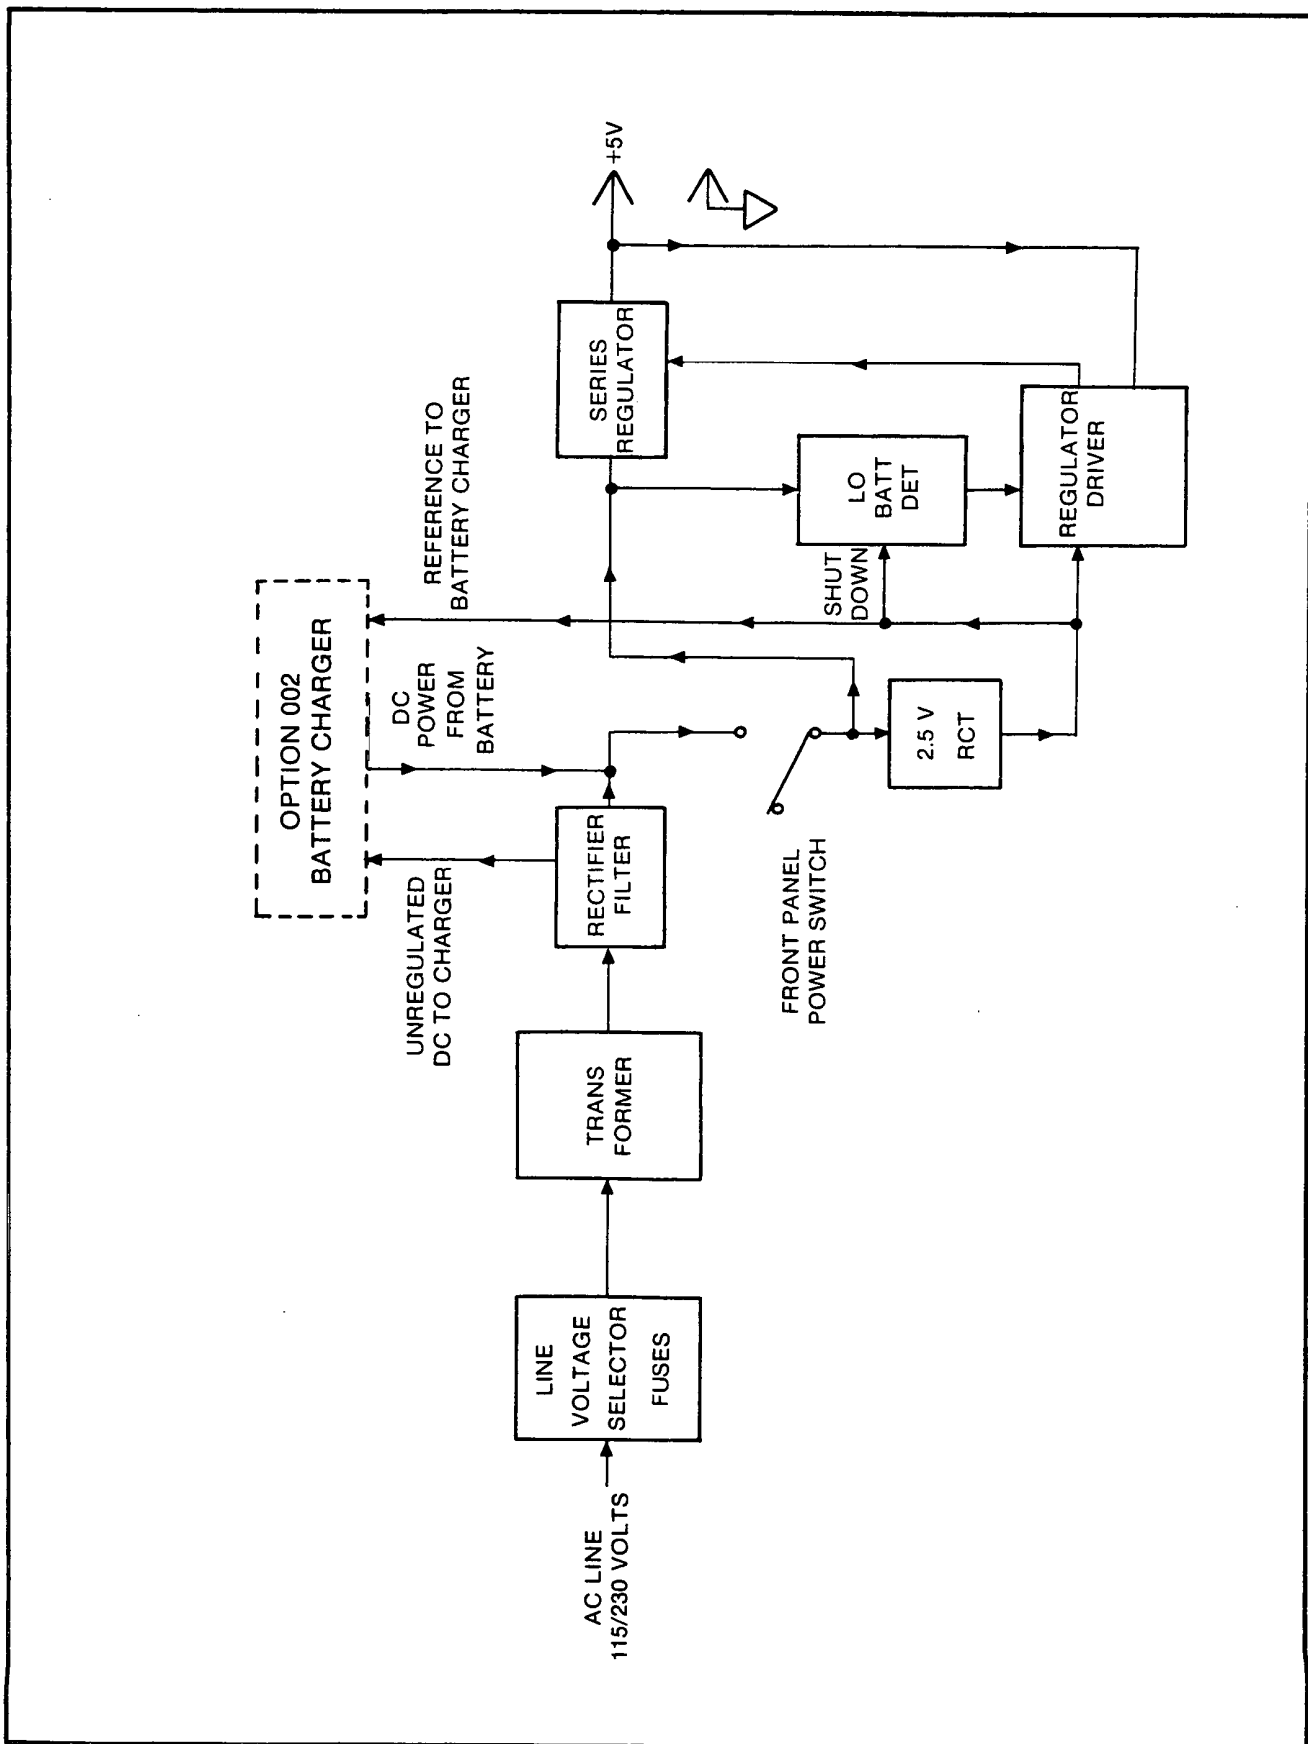 OPTION 002
BATTERY CHARGER
UNREGULATED
DC TO CHARGER
DC
POWER
FROM
BATTERY
REFERENCE TO
BATTERY CHARGER
AC LINE
115/230 VOLTS
LINE
VOLTAGE
SELECTOR
FUSES
TRANS
FORMER
RECTIFIER
FILTER
SERIES
REGULATOR
+5V
FRONT PANEL
POWER SWITCH
SHUT
DOWN
LO
BATT
DET
2.5 V
RCT
REGULATOR
DRIVER